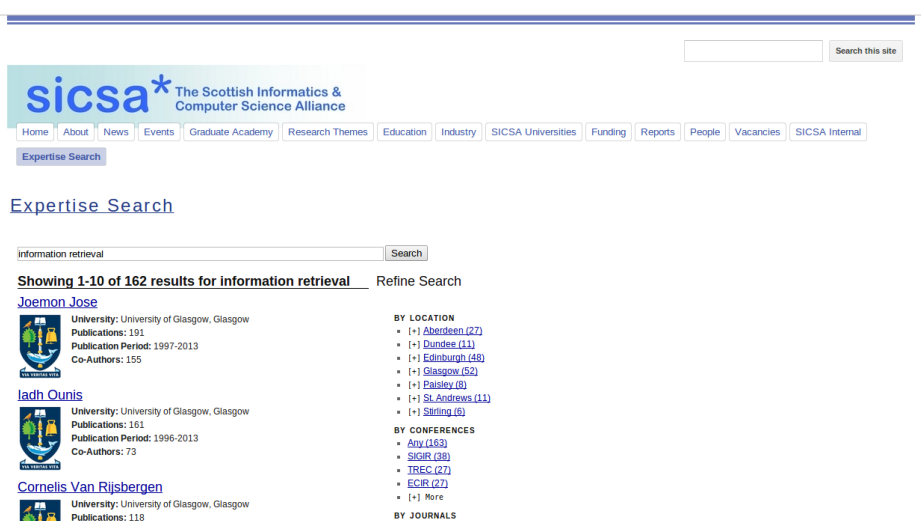 Search this site
sicsa* The Scottish Informatics &
Computer Science Alliance
Home About News Events Graduate Academy Research Themes Education Industry SICSA Universities Funding Reports People Vacancies SICSA Internal
Expertise Search
Expertise Search
information retrieval Search
Showing 1-10 of 162 results for information retrieval
Joemon Jose
University: University of Glasgow, Glasgow
Publications: 191
Publication Period: 1997-2013
Co-Authors: 155
VIA VERITAS VITA
Iadh Ounis
University: University of Glasgow, Glasgow
Publications: 161
Publication Period: 1996-2013
Co-Authors: 73
VIA VERITAS VITA
Cornelis Van Rijsbergen
University: University of Glasgow, Glasgow
Publications: 118
Refine Search
BY LOCATION
[+] Aberdeen (27)
[+] Dundee (11)
[+] Edinburgh (48)
[+] Glasgow (52)
[+] Paisley (8)
[+] St. Andrews (11)
[+] Stirling (6)
BY CONFERENCES
Any (163)
SIGIR (38)
TREC (27)
ECIR (27)
[+] More
BY JOURNALS